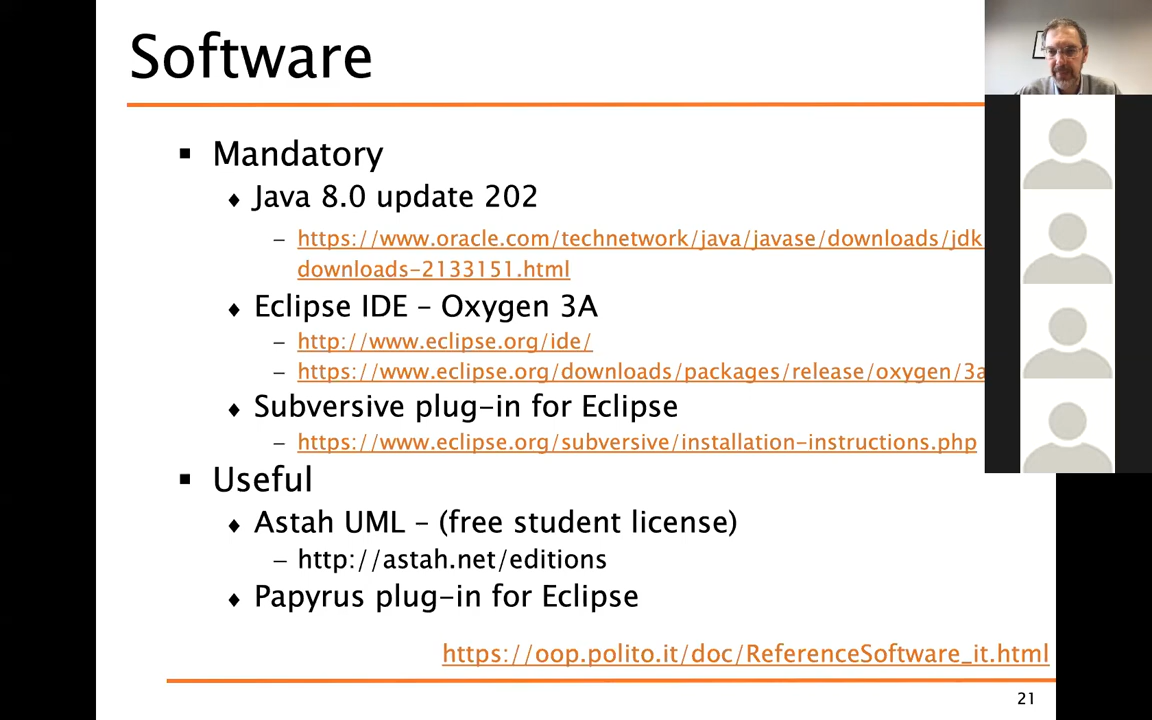 Software
▪ Mandatory
♦ Java 8.0 update 202
– https://www.oracle.com/technetwork/java/javase/downloads/jdk
downloads-2133151.html
♦ Eclipse IDE – Oxygen 3A
– http://www.eclipse.org/ide/
– https://www.eclipse.org/downloads/packages/release/oxygen/3a
♦ Subversive plug-in for Eclipse
– https://www.eclipse.org/subversive/installation-instructions.php
▪ Useful
♦ Astah UML – (free student license)
– http://astah.net/editions
♦ Papyrus plug-in for Eclipse
https://oop.polito.it/doc/ReferenceSoftware_it.html
21